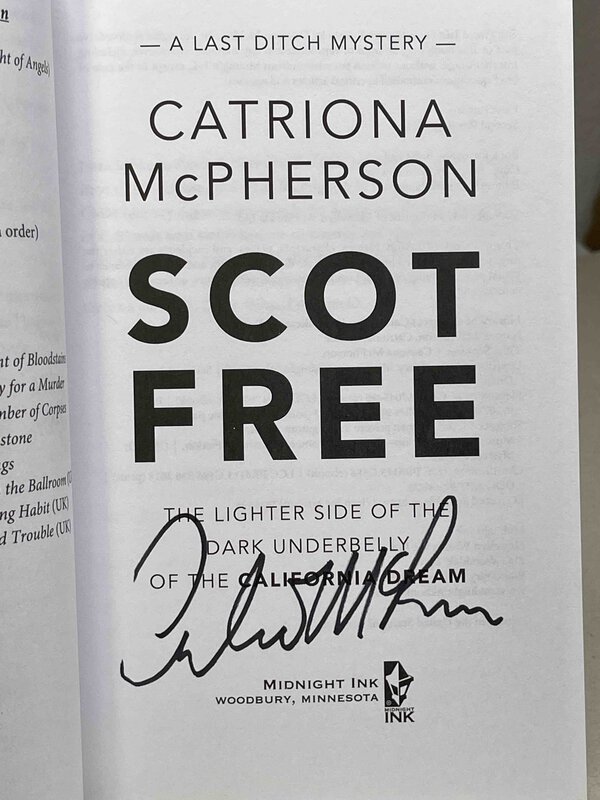 n
ht of Angels)
order)
nt of Bloodstains
y for a Murder
mber of Corpses
stone
gs
the Ballroom (U
ng Habit (UK)
d Trouble (UK)
— A LAST DITCH MYSTERY —
CATRIONA
McPHERSON
SCOT
FREE
THE LIGHTER SIDE OF THE
DARK UNDERBELLY
OF THE CALIFORNIA DREAM
MIDNIGHT INK
WOODBURY, MINNESOTA
MIDNIGHT
INK